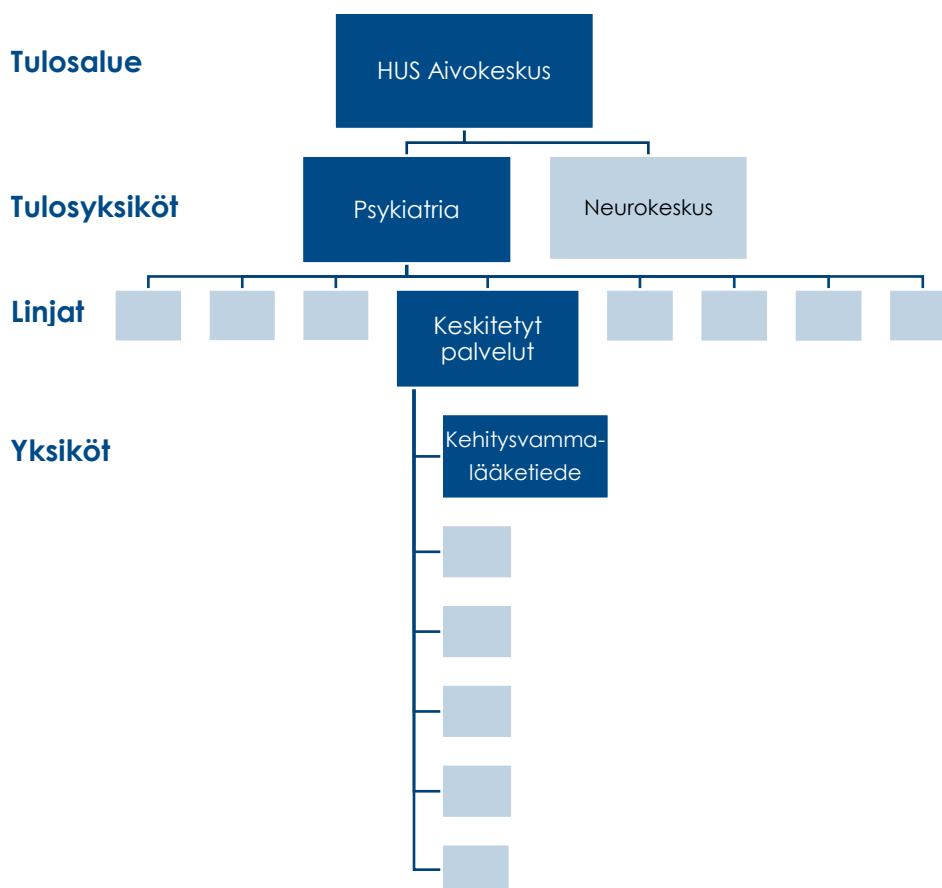 Tulosalue
HUS Aivokeskus
Tulosyksiköt
Psykiatria
Neurokeskus
Linjat
Keskitetyt
palvelut
Yksiköt
Kehitysvamma-
lääketiede